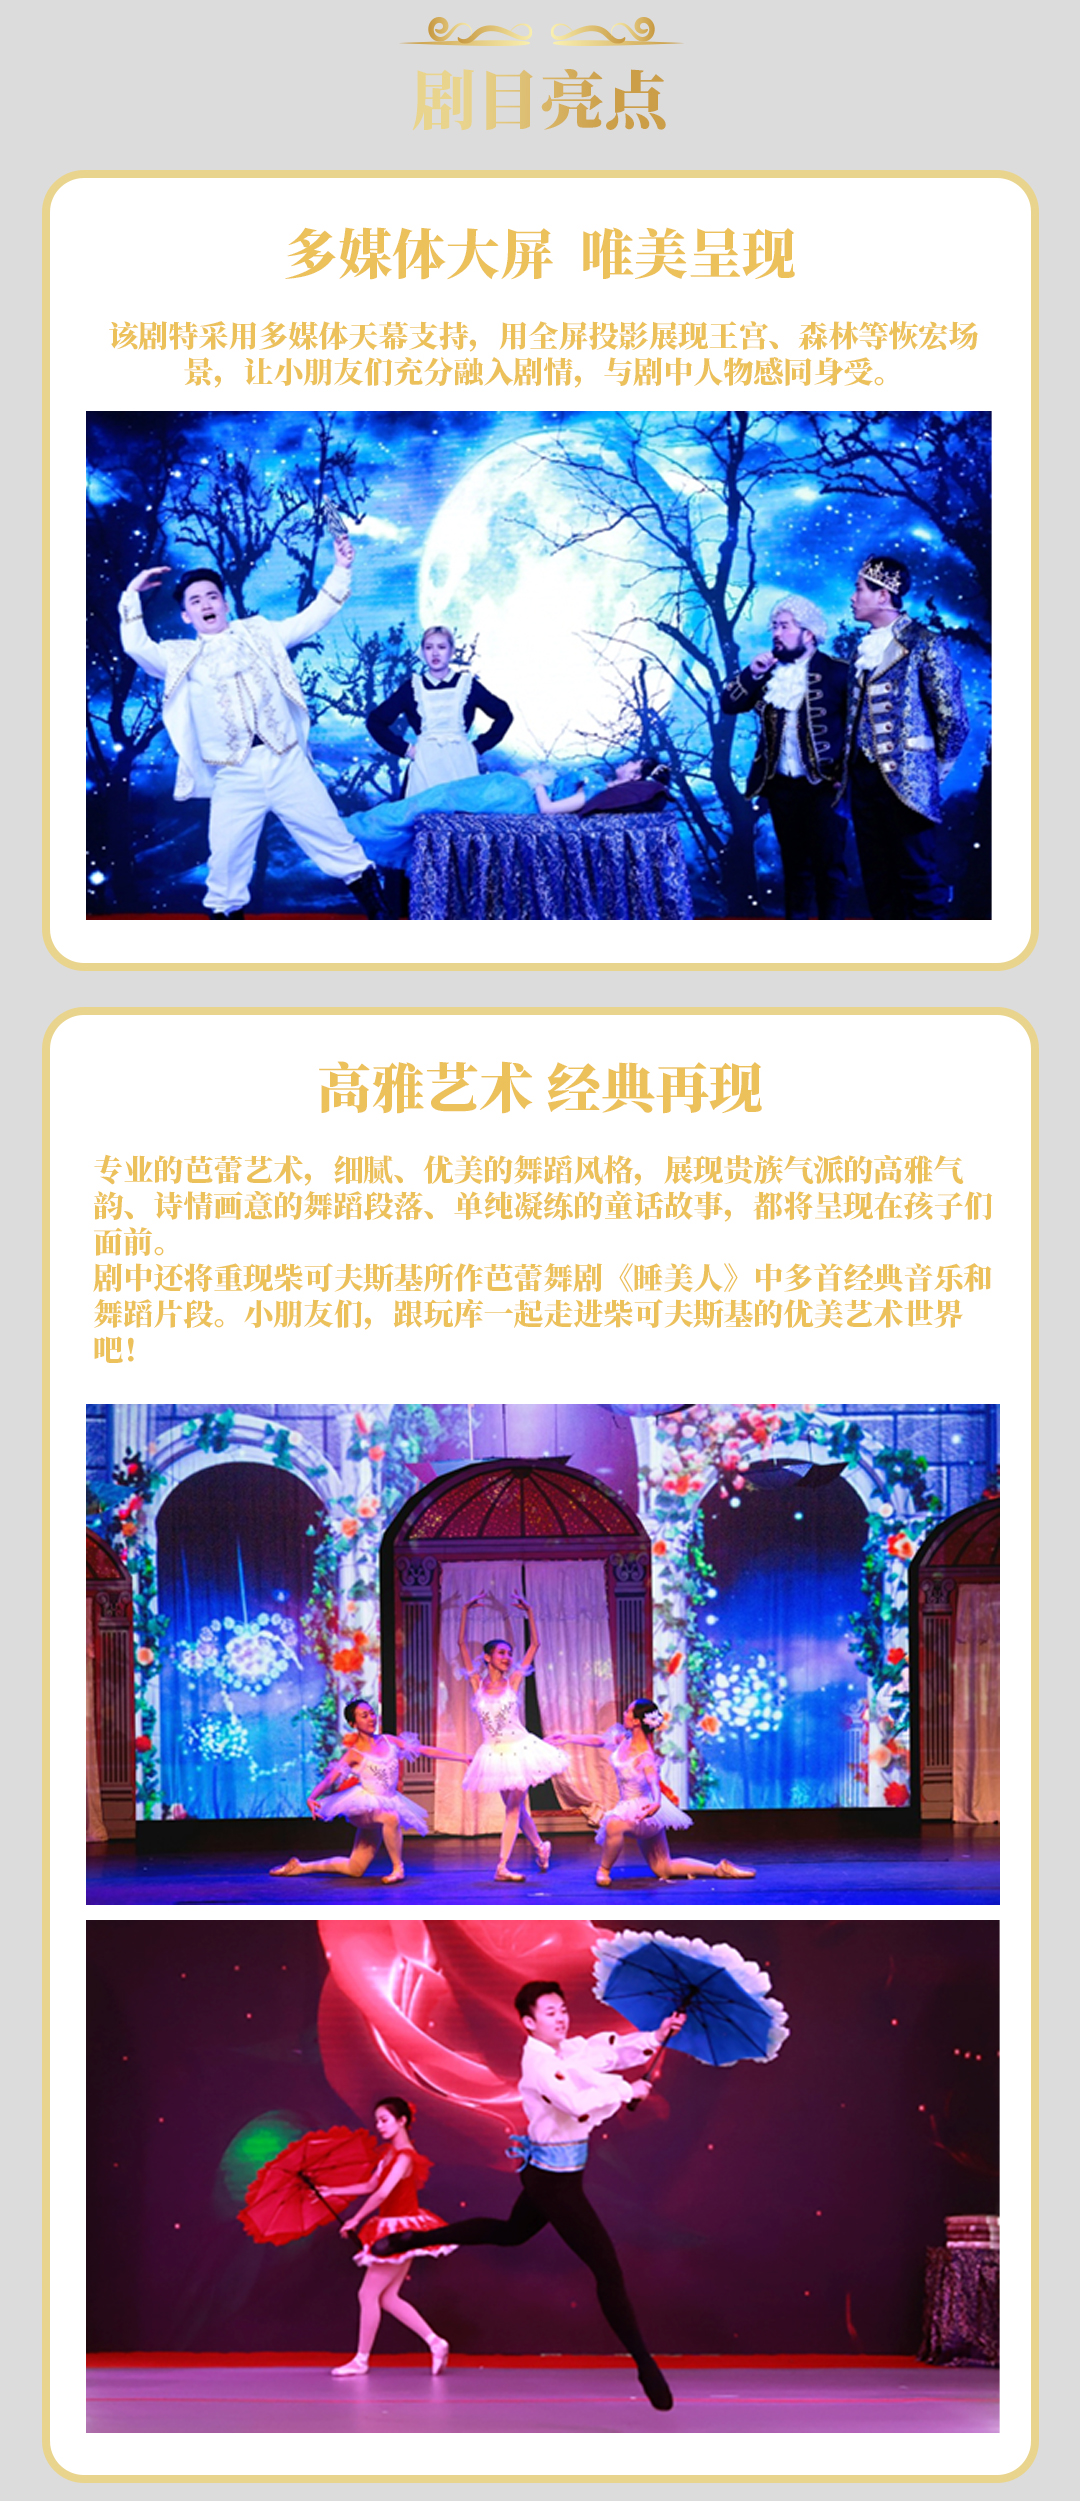 剧目亮点
多媒体大屏 唯美呈现
该剧特采用多媒体天幕支持，用全屏投影展现王宫、森林等恢宏场
景，让小朋友们充分融入剧情，与剧中人物感同身受。
高雅艺术 经典再现
专业的芭蕾艺术，细腻、优美的舞蹈风格，展现贵族气派的高雅气
韵、诗情画意的舞蹈段落、单纯凝练的童话故事，都将呈现在孩子们
面前。
剧中还将重现柴可夫斯基所作芭蕾舞剧《睡美人》中多首经典音乐和
舞蹈片段。小朋友们，跟玩库一起走进柴可夫斯基的优美艺术世界
吧！